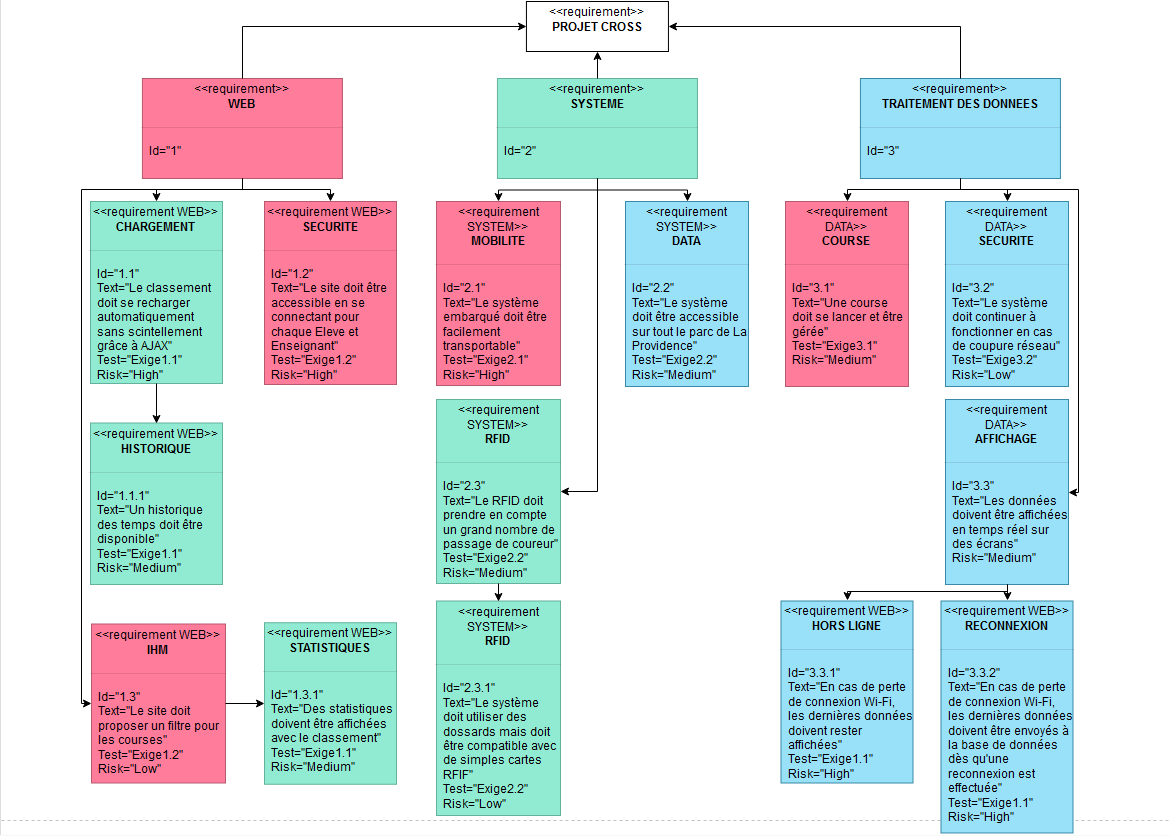 <<requirement>>
PROJET CROSS
<<requirement>>
WEB
Id="1"
<<requirement>>
SYSTEME
Id="2"
<<requirement>>
TRAITEMENT DES DONNEES
Id="3"
<<requirement WEB>>
CHARGEMENT
Id="1.1"
Text="Le classement
doit se recharger
automatiquement
sans scintellement
grâce à AJAX"
Test="Exige1.1"
Risk="High"
<<requirement WEB>>
SECURITE
Id="1.2"
Text="Le site doit être
accessible en se
connectant pour
chaque Eleve et
Enseignant"
Test="Exige1.2"
Risk="High"
<<requirement
SYSTEM>>
MOBILITE
Id="2.1"
Text="Le système
embarqué doit être
facilement
transportable"
Test="Exige2.1"
Risk="High"
<<requirement
SYSTEM>>
DATA
Id="2.2"
Text="Le système
doit être accessible
sur tout le parc de La
Providence"
Test="Exige2.2"
Risk="Medium"
<<requirement
DATA>>
COURSE
Id="3.1"
Text="Une course
doit se lancer et être
gérée"
Test="Exige3.1"
Risk="Medium"
<<requirement
DATA>>
SECURITE
Id="3.2"
Text="Le système
doit continuer à
fonctionner en cas
de coupure réseau"
Test="Exige3.2"
Risk="Low"
<<requirement WEB>>
HISTORIQUE
Id="1.1.1"
Text="Un historique
des temps doit être
disponible"
Test="Exige1.1"
Risk="Medium"
<<requirement
SYSTEM>>
RFID
Id="2.3"
Text="Le RFID doit
prendre en compte
un grand nombre de
passage de coureur"
Test="Exige2.2"
Risk="Medium"
<<requirement
DATA>>
AFFICHAGE
Id="3.3"
Text="Les données
doivent être affichées
en temps réel sur
des écrans"
Risk="Medium"
<<requirement WEB>>
IHM
Id="1.3"
Text="Le site doit
proposer un filtre pour
les courses"
Test="Exige1.2"
Risk="Low"
<<requirement WEB>>
STATISTIQUES
Id="1.3.1"
Text="Des statistiques
doivent être affichées
avec le classement"
Test="Exige1.1"
Risk="Medium"
<<requirement
SYSTEM>>
RFID
Id="2.3.1"
Text="Le système
doit utiliser des
dossards mais doit
être compatible avec
de simples cartes
RFIF"
Test="Exige2.2"
Risk="Low"
<<requirement WEB>>
HORS LIGNE
Id="3.3.1"
Text="En cas de perte
de connexion Wi-Fi,
les dernières données
doivent rester
affichées"
Test="Exige1.1"
Risk="High"
<<requirement WEB>>
RECONNEXION
Id="3.3.2"
Text="En cas de perte
de connexion Wi-Fi,
les dernières données
doivent être envoyés à
la base de données
dès qu'une
reconnexion est
effectuée"
Test="Exige1.1"
Risk="High"